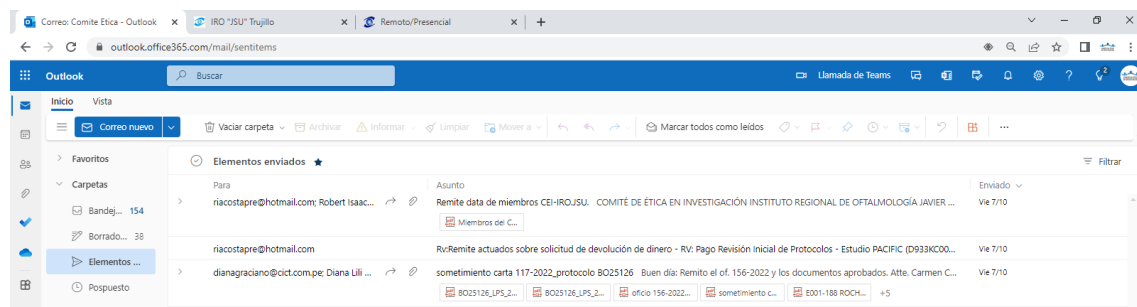 Correo: Comite Etica - Outlook
IRO "JSU" Trujillo
Remoto/Presencial
outlook.office365.com/mail/sentitems
Outlook
Buscar
Llamada de Teams
2
Inicio Vista
Correo nuevo
Vaciar carpeta
Archivar
Informar
Limpiar
Mover a
Marcar todos como leídos
Favoritos
Elementos enviados
Filtrar
Carpetas
Para Asunto Enviado
Bandej... 154
riacostapre@hotmail.com; Robert Isaac... Remite data de miembros CEI-IRO.JSU. COMITÉ DE ÉTICA EN INVESTIGACIÓN INSTITUTO REGIONAL DE OFTALMOLOGÍA JAVIER ... Vie 7/10
Miembros del C...
Borrado... 38
riacostapre@hotmail.com Rv:Remite actuados sobre solicitud de devolución de dinero - RV: Pago Revisión Inicial de Protocolos - Estudio PACIFIC (D933KC00... Vie 7/10
Elementos ...
dianagraciano@cict.com.pe; Diana Lili ... sometimiento carta 117-2022_protocolo BO25126 Buen día: Remito el of. 156-2022 y los documentos aprobados. Atte. Carmen C... Vie 7/10
Pospuesto
BO25126_LPS_2... BO25126_LPS_2... oficio 156-2022... sometimiento c... E001-188 ROCH... +5